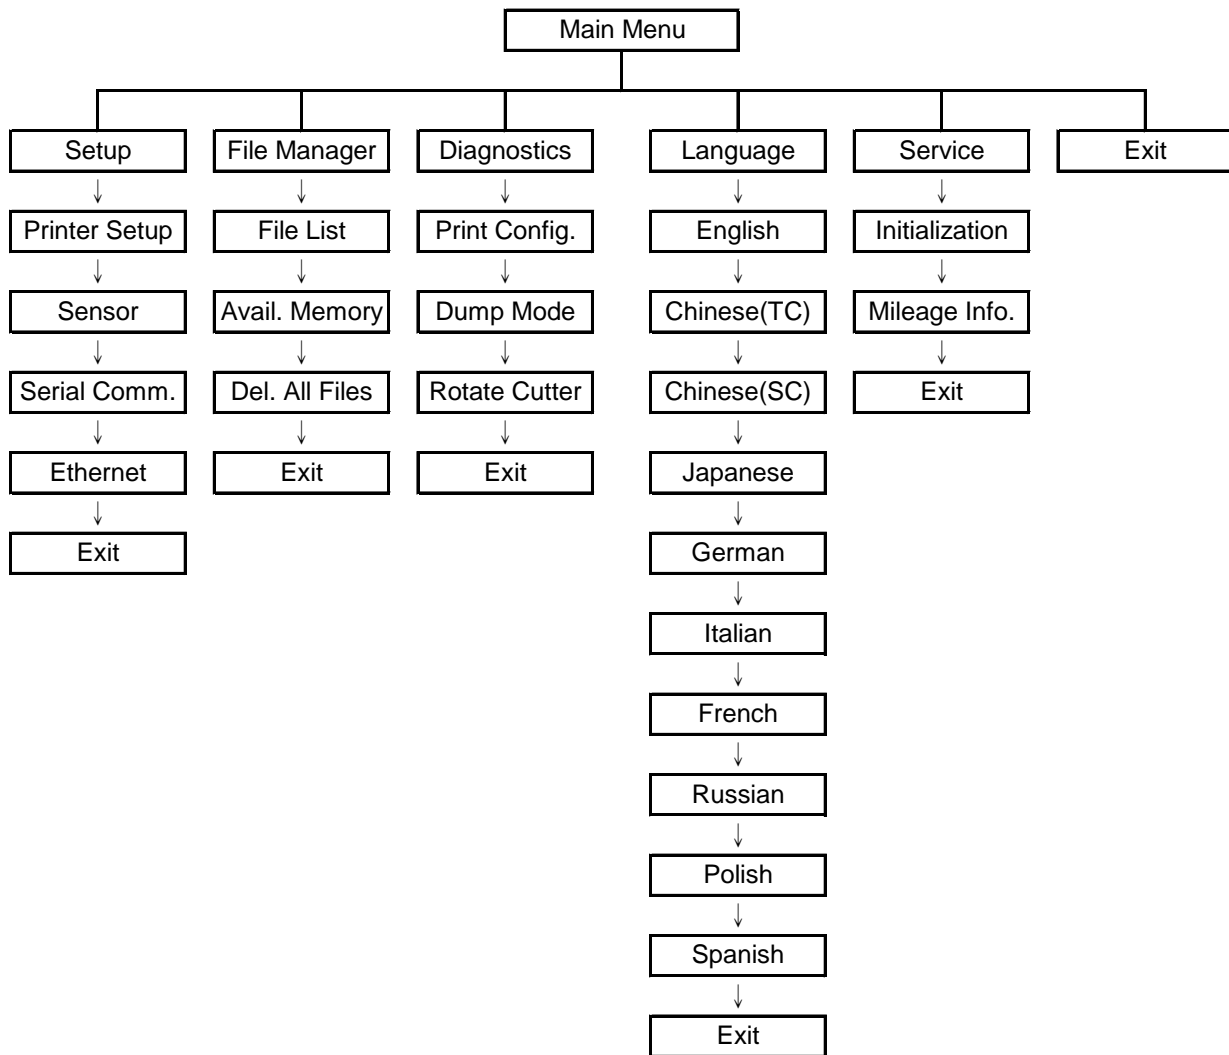 Main Menu
Setup
File Manager
Diagnostics
Language
Service
Exit
Printer Setup
File List
Print Config.
English
Initialization
Sensor
Avail. Memory
Dump Mode
Chinese(TC)
Mileage Info.
Serial Comm.
Del. All Files
Rotate Cutter
Chinese(SC)
Exit
Ethernet
Exit
Exit
Japanese
Exit
German
Italian
French
Russian
Polish
Spanish
Exit